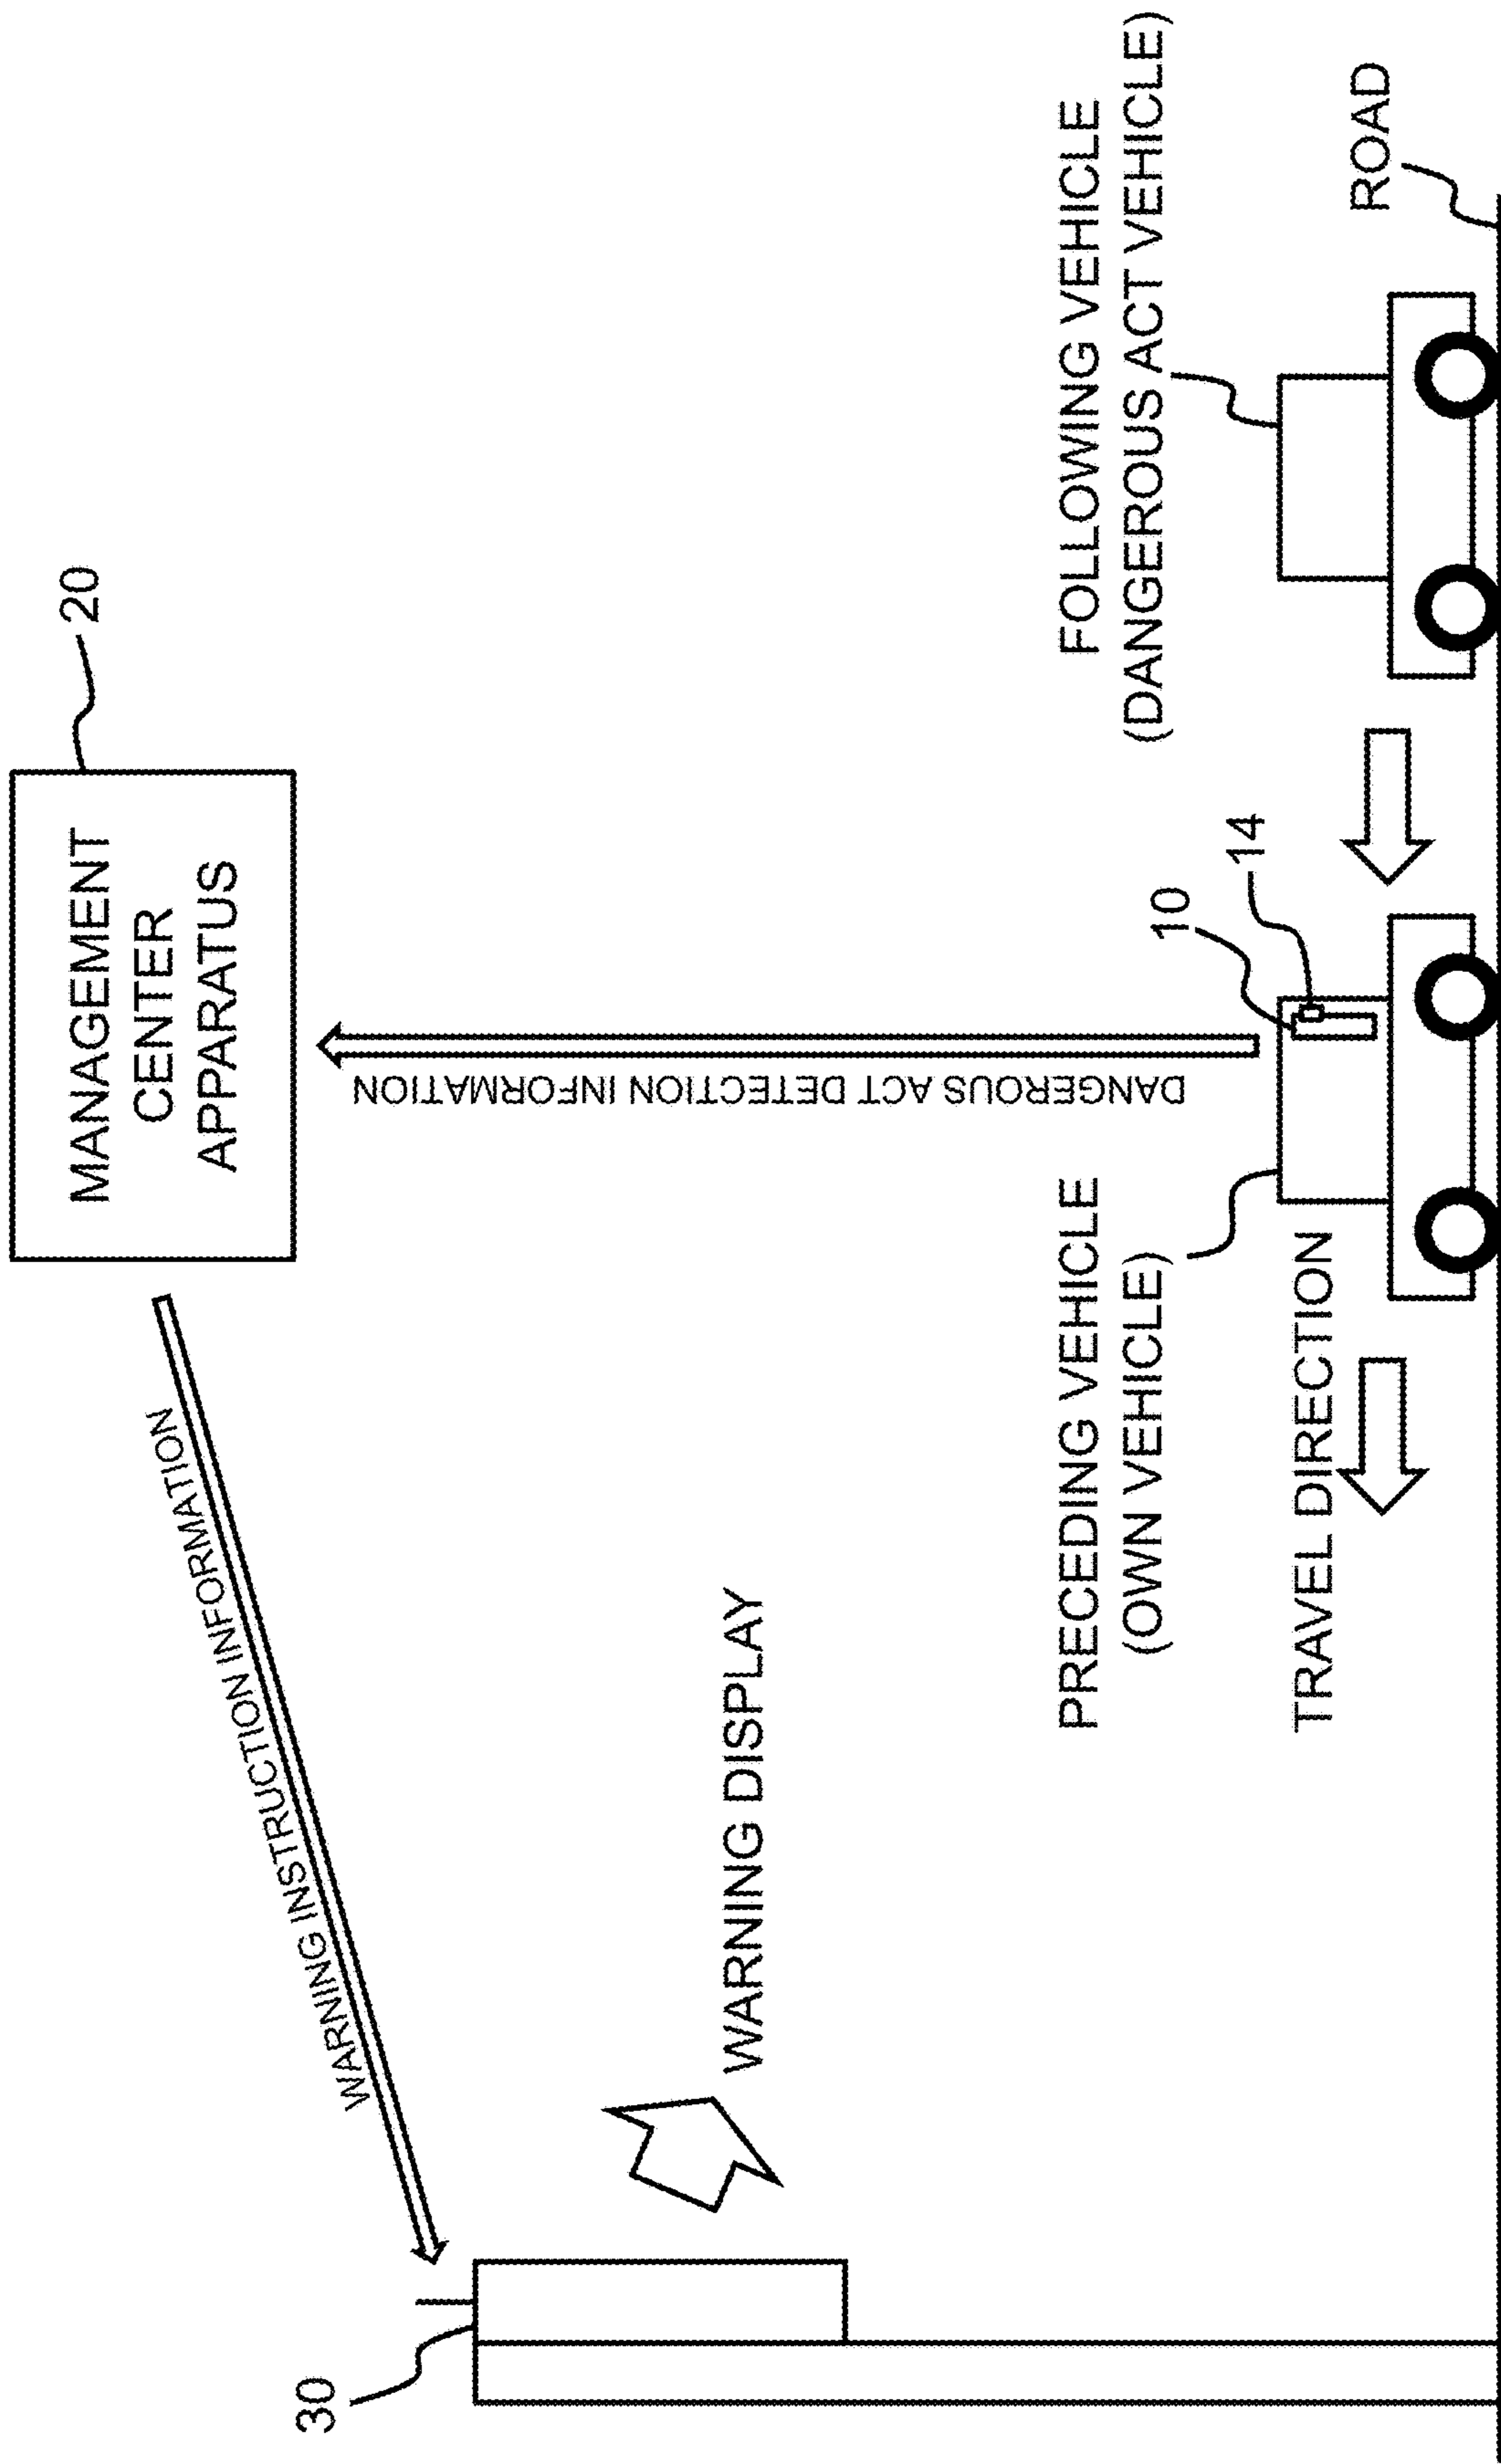 20
MANAGEMENT
CENTER
APPARATUS
WARNING INSTRUCTION INFORMATION
30
WARNING DISPLAY
DANGEROUS ACT DETECTION INFORMATION
PRECEDING VEHICLE
(OWN VEHICLE)
TRAVEL DIRECTION
10
14
FOLLOWING VEHICLE
(DANGEROUS ACT VEHICLE)
ROAD